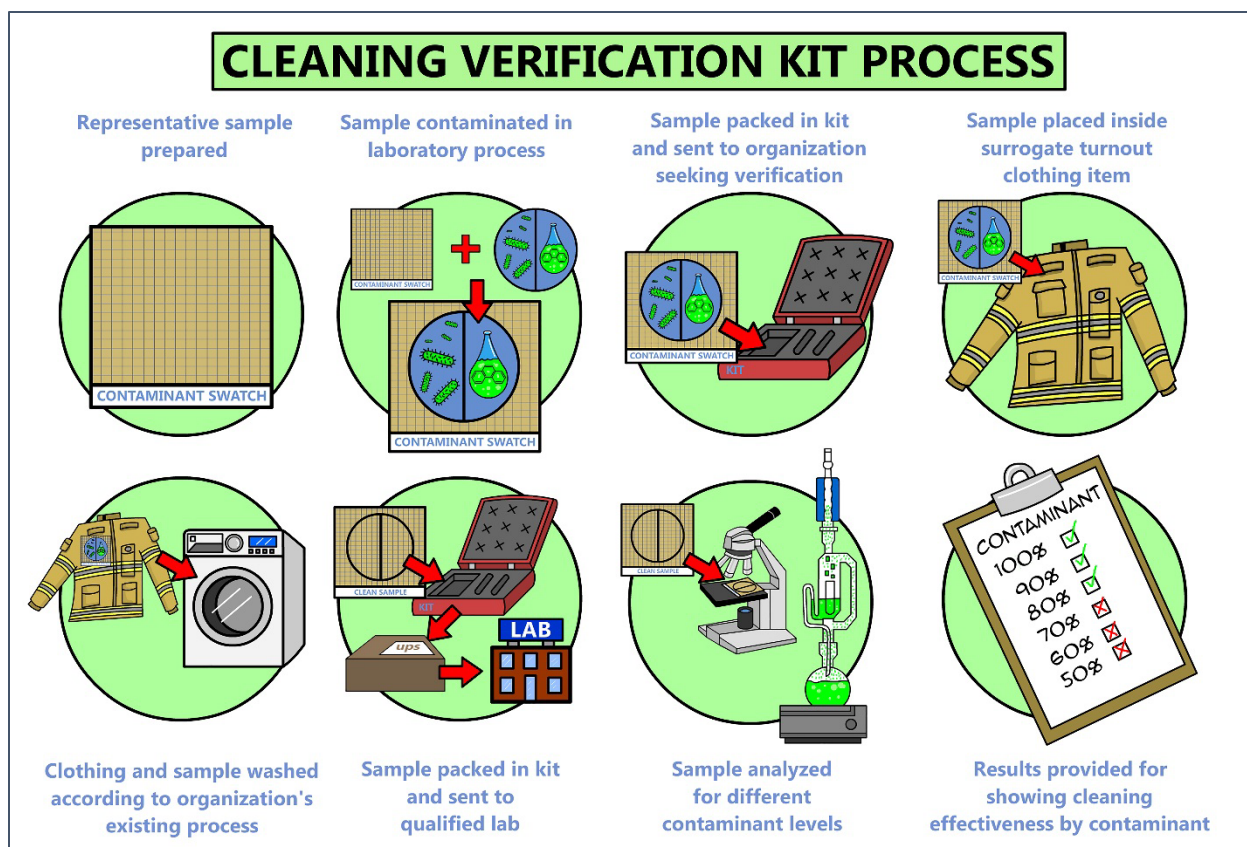 CLEANING VERIFICATION KIT PROCESS
Representative sample
prepared
Sample contaminated in
laboratory process
Sample packed in kit
and sent to organization
seeking verification
Sample placed inside
surrogate turnout
clothing item
CONTAMINANT SWATCH
CONTAMINANT SWATCH
CONTAMINANT SWATCH
CONTAMINANT SWATCH
KIT
CONTAMINANT SWATCH
CLEAN SAMPLE
KIT
ups
LAB
CLEAN SAMPLE
CONTAMINANT
100%
90%
80%
70%
60%
50%
Clothing and sample washed
according to organization's
existing process
Sample packed in kit
and sent to
qualified lab
Sample analyzed
for different
contaminant levels
Results provided for
showing cleaning
effectiveness by contaminant